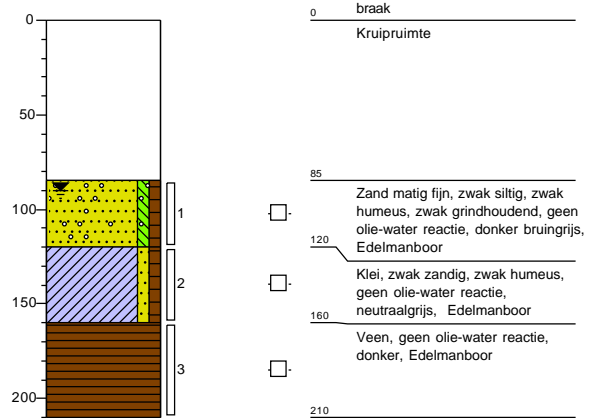 0
50
100
150
200
1
2
3
0
braak
Kruipruimte
85
Zand matig fijn, zwak siltig, zwak
humeus, zwak grindhoudend, geen
olie-water reactie, donker bruingrijs,
Edelmanboor
120
Klei, zwak zandig, zwak humeus,
geen olie-water reactie,
neutraalgrijs, Edelmanboor
160
Veen, geen olie-water reactie,
donker, Edelmanboor
210